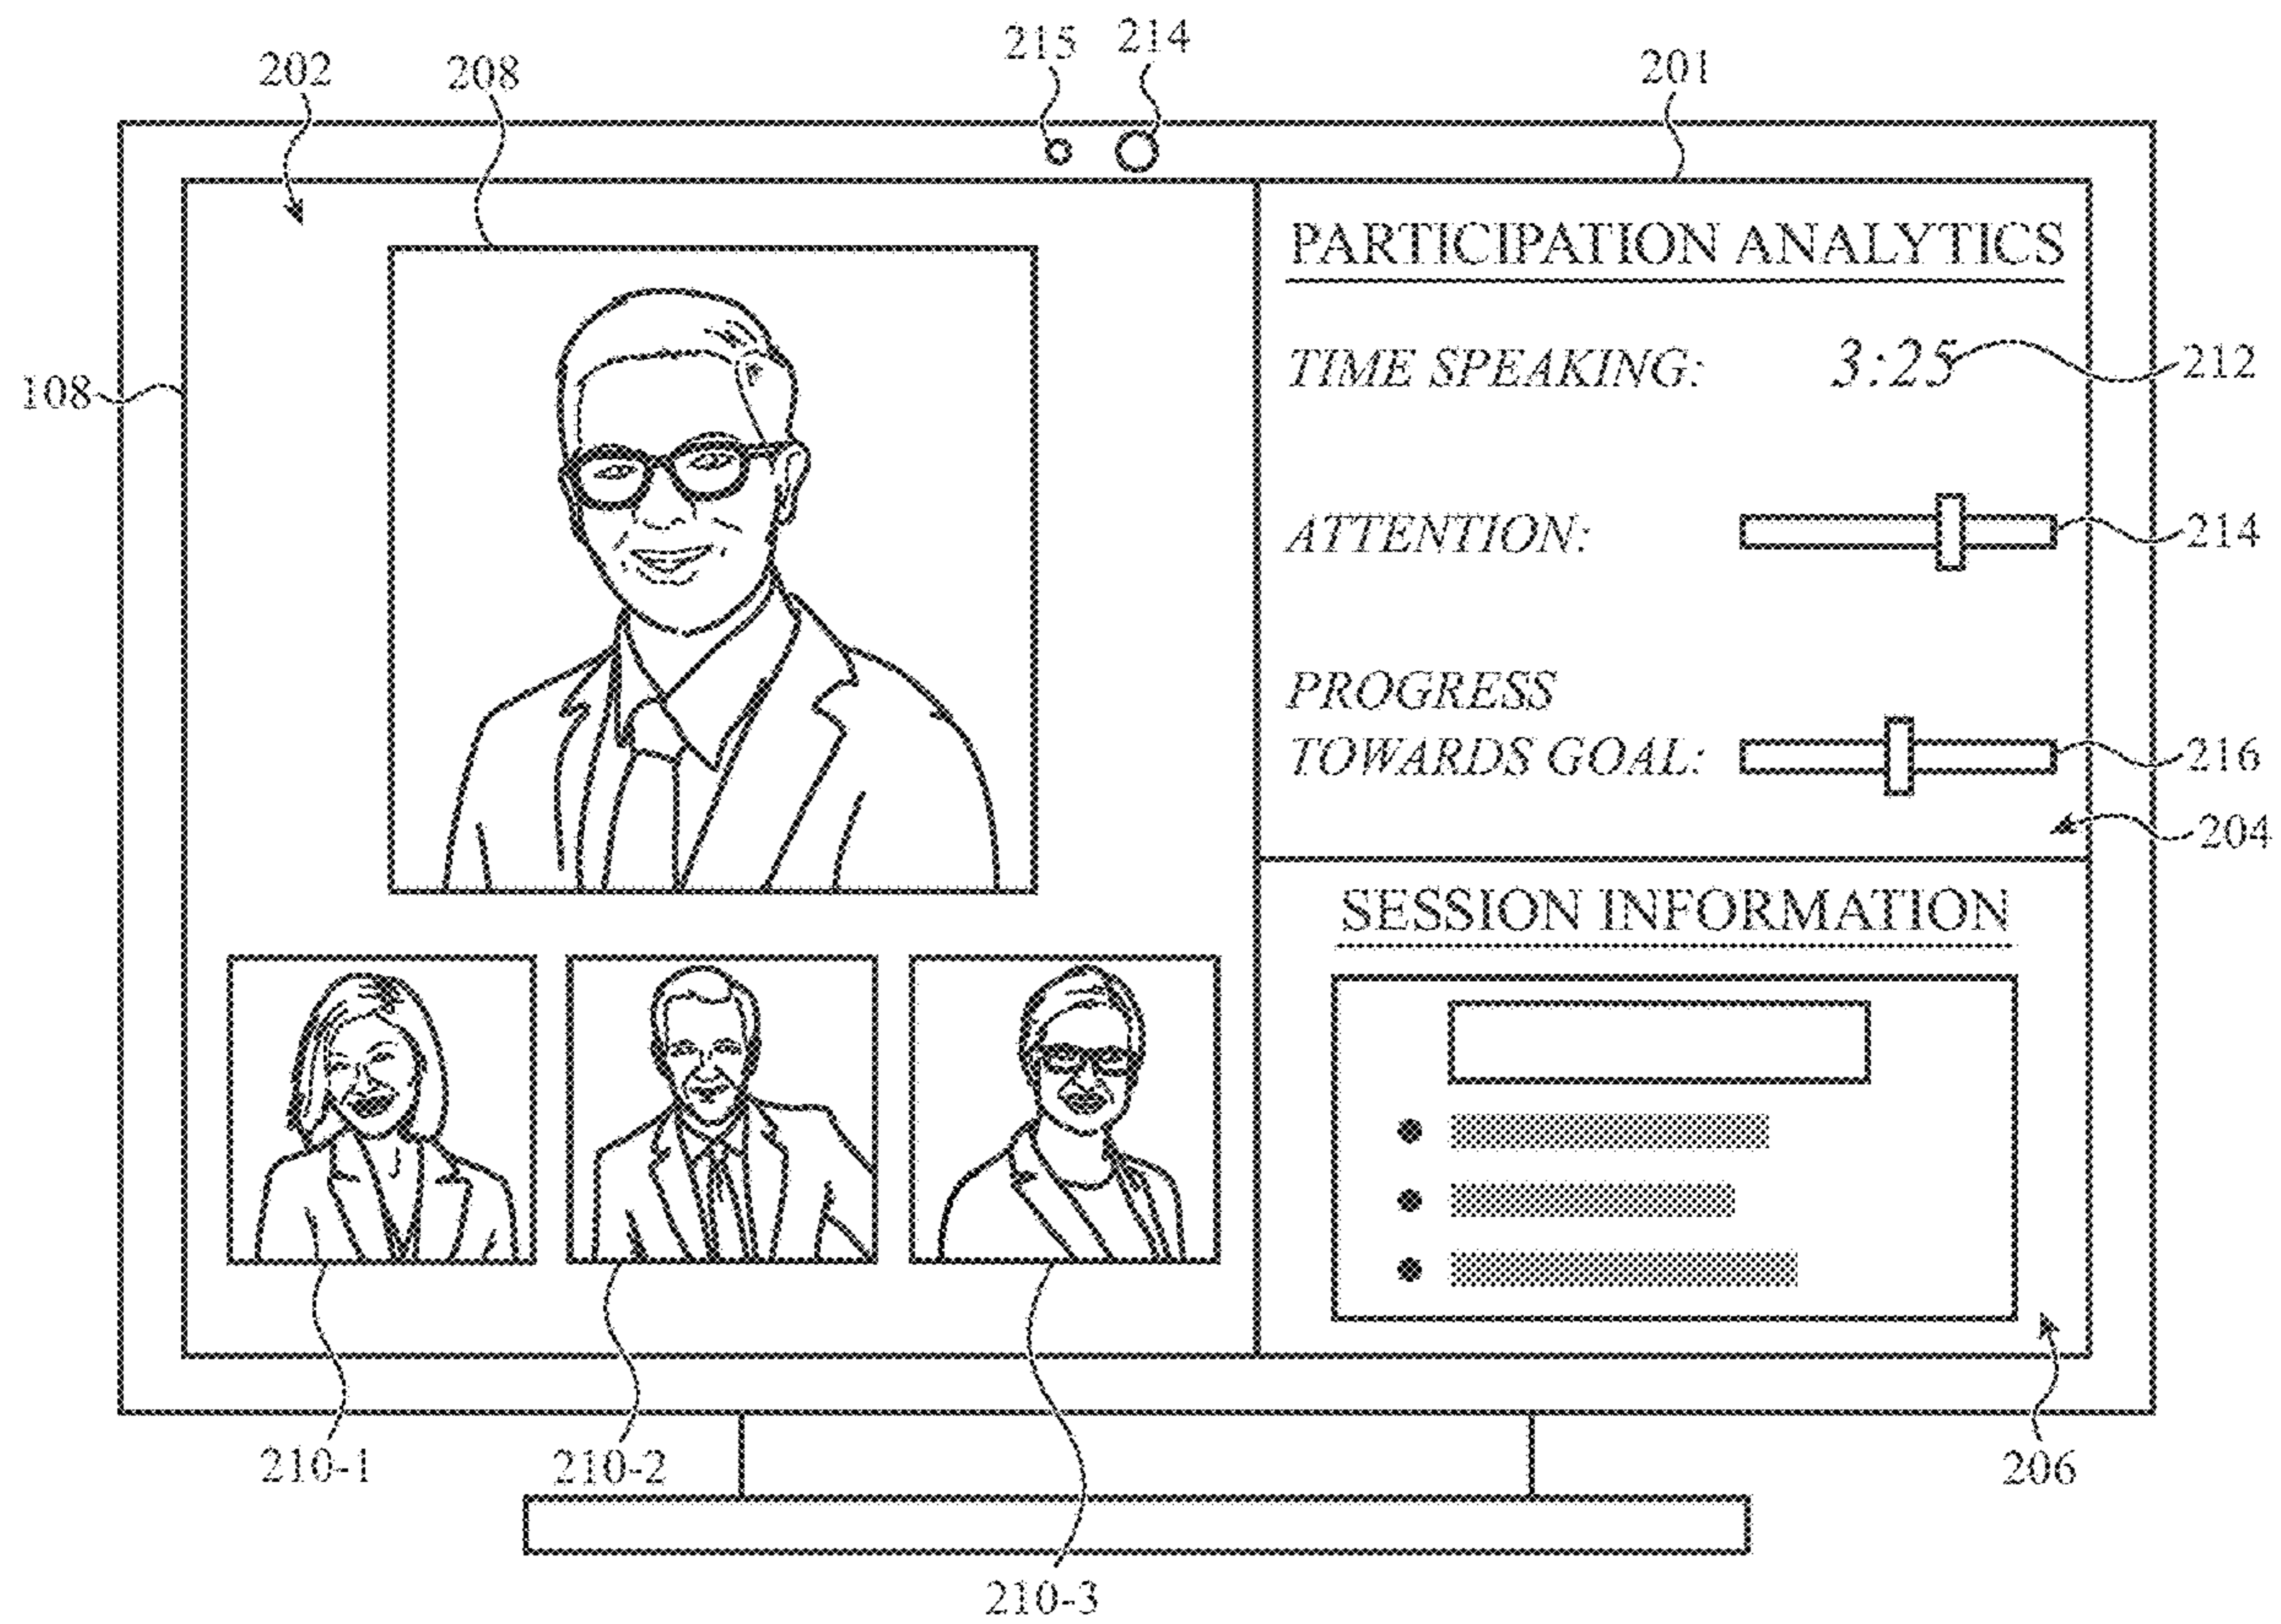 215
214
202
208
201
PARTICIPATION ANALYTICS
TIME SPEAKING: 3:25
212
108
ATTENTION:
214
PROGRESS
TOWARDS GOAL:
216
204
SESSION INFORMATION
210-1
210-2
206
210-3